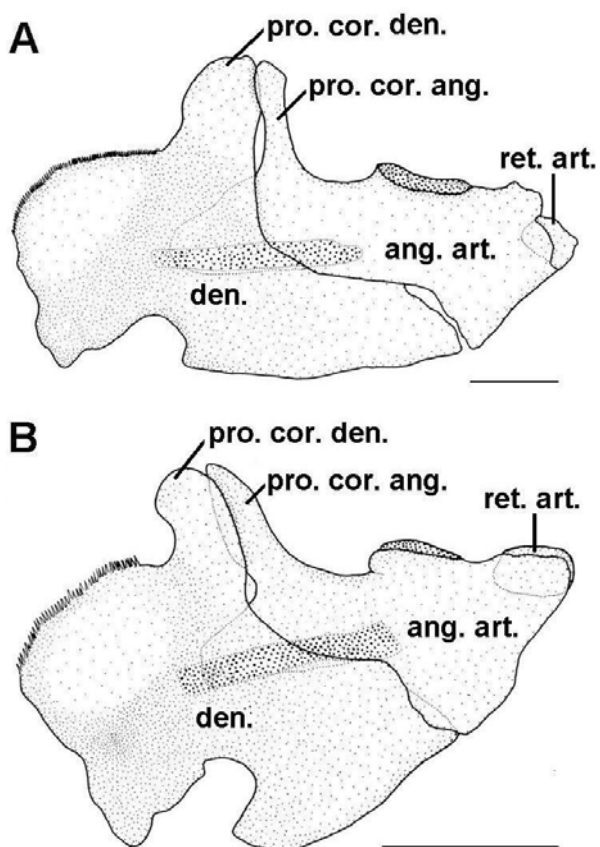 A
pro. cor. den.
pro. cor. ang.
ret. art.
ang. art.
den.
B
pro. cor. den.
pro. cor. ang.
ret. art.
ang. art.
den.